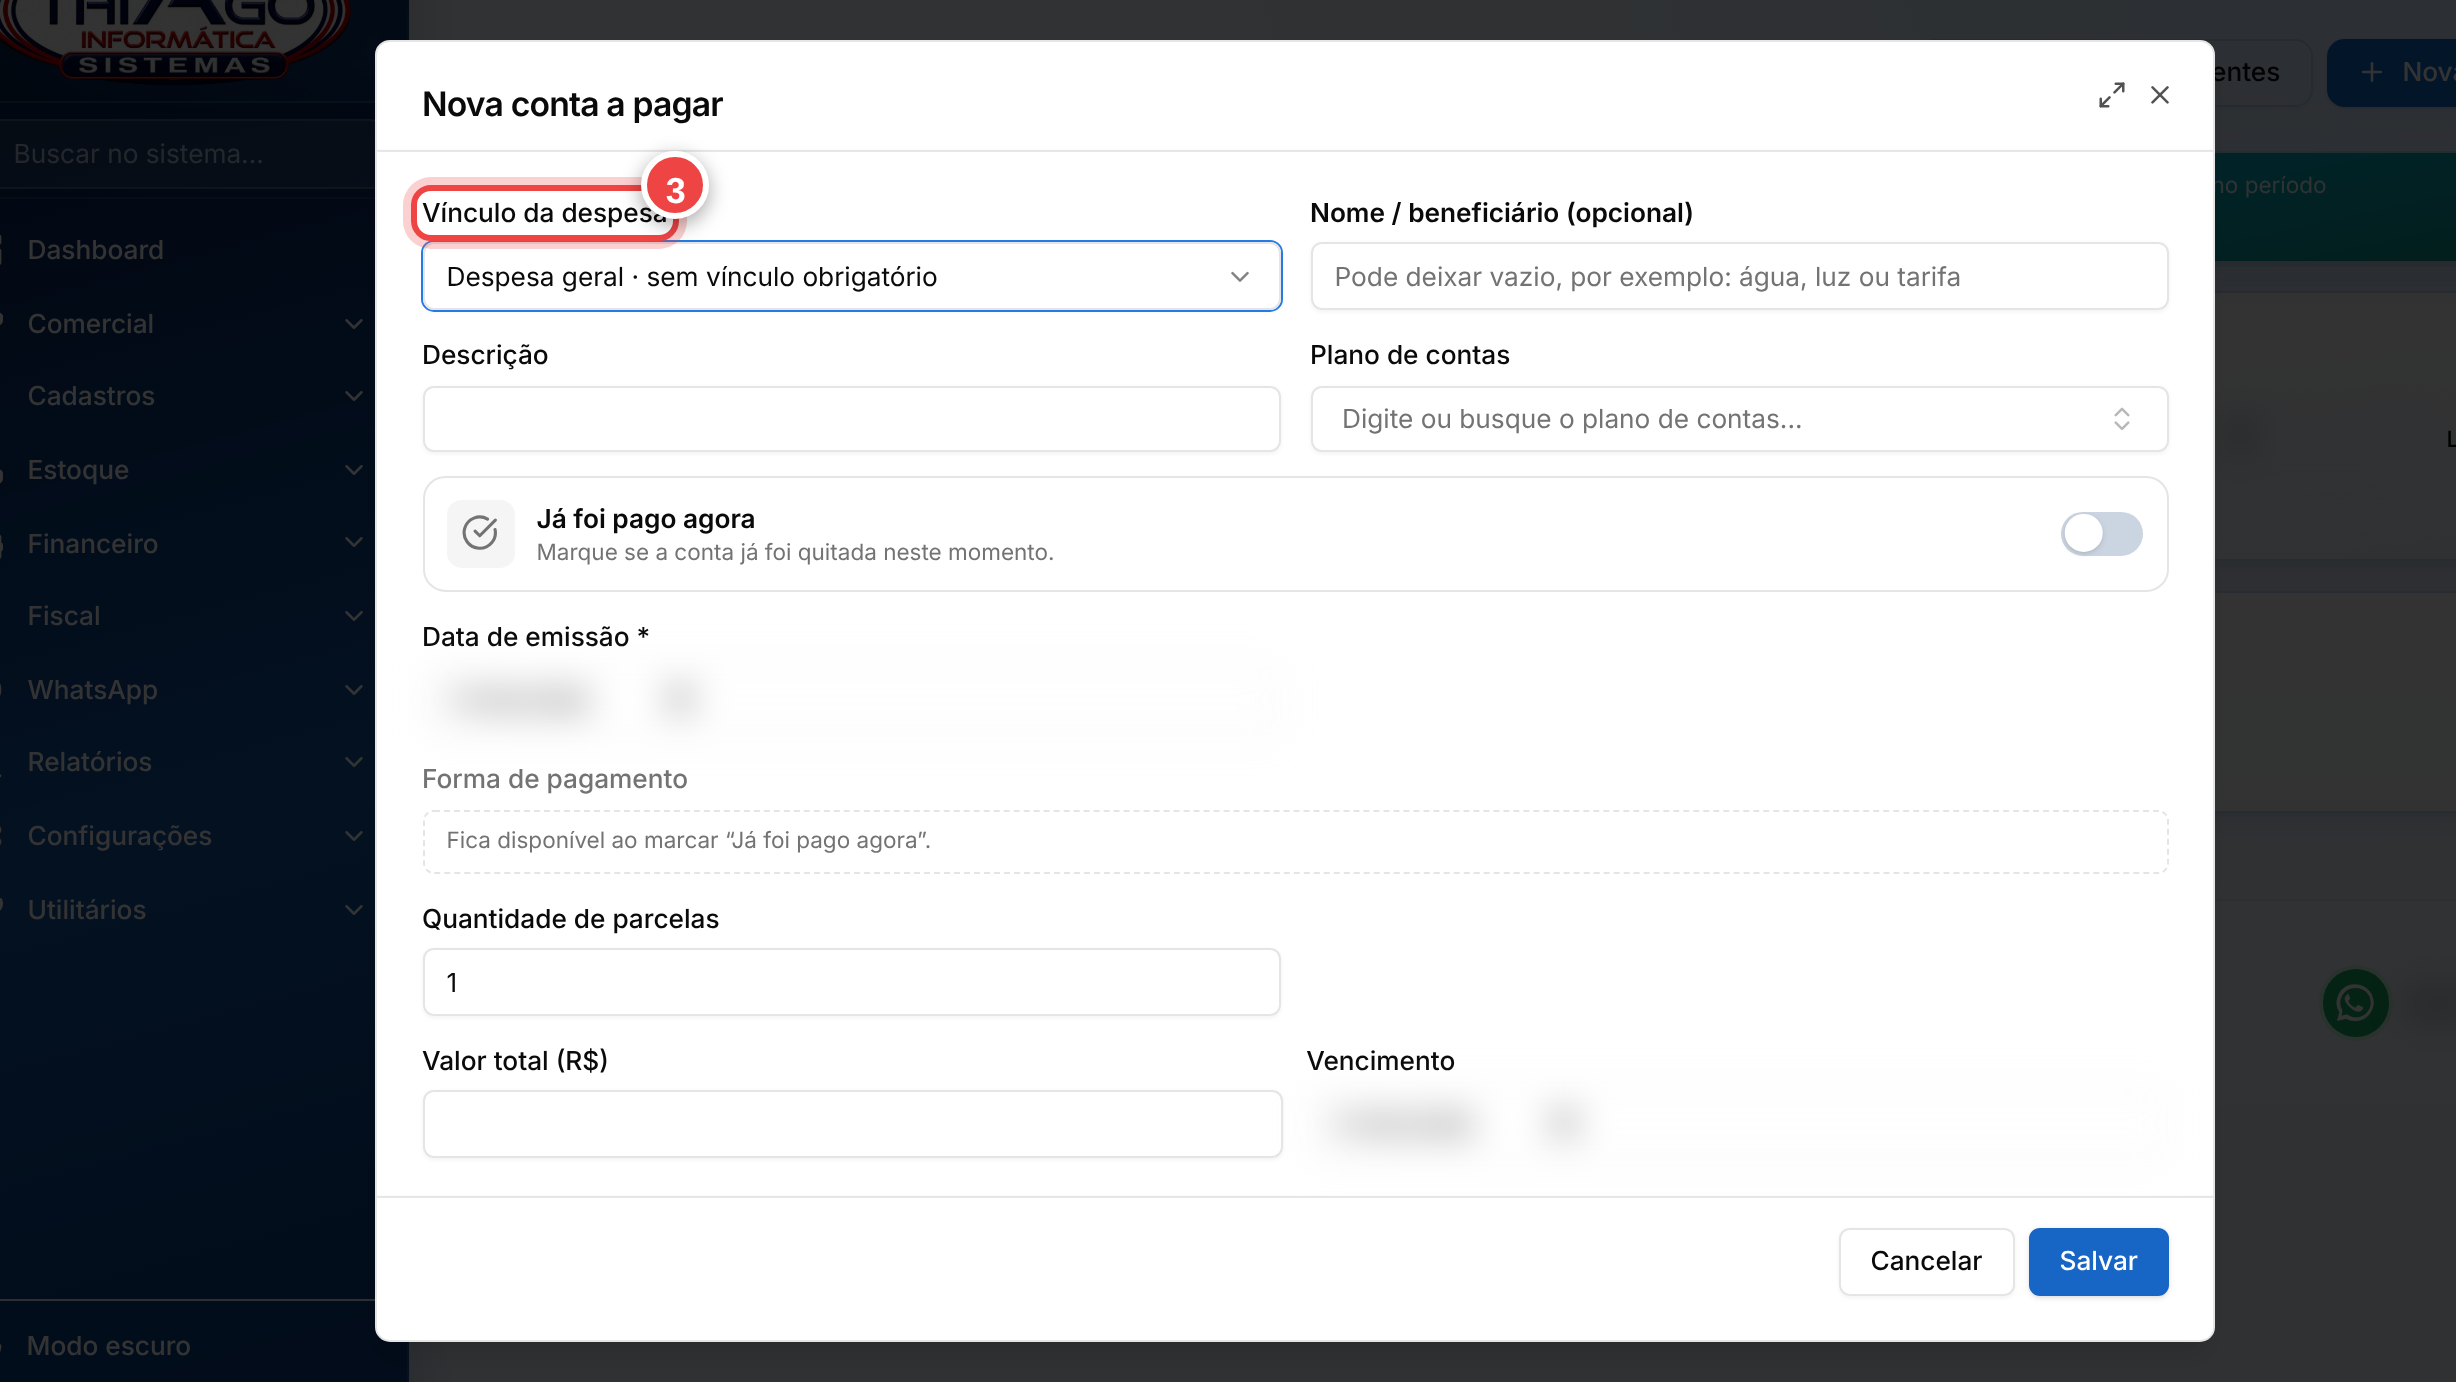 THIAGO
INFORMÁTICA
SISTEMAS
Buscar no sistema...
Dashboard
Comercial
Cadastros
Estoque
Financeiro
Fiscal
WhatsApp
Relatórios
Configurações
Utilitários
Modo escuro
entes
+ Nov
no período
Nova conta a pagar
3
Vínculo da despesa
Despesa geral · sem vínculo obrigatório
Nome / beneficiário (opcional)
Pode deixar vazio, por exemplo: água, luz ou tarifa
Descrição
Plano de contas
Digite ou busque o plano de contas...
Já foi pago agora
Marque se a conta já foi quitada neste momento.
Data de emissão *
Forma de pagamento
Fica disponível ao marcar “Já foi pago agora”.
Quantidade de parcelas
1
Valor total (R$)
Vencimento
Cancelar
Salvar